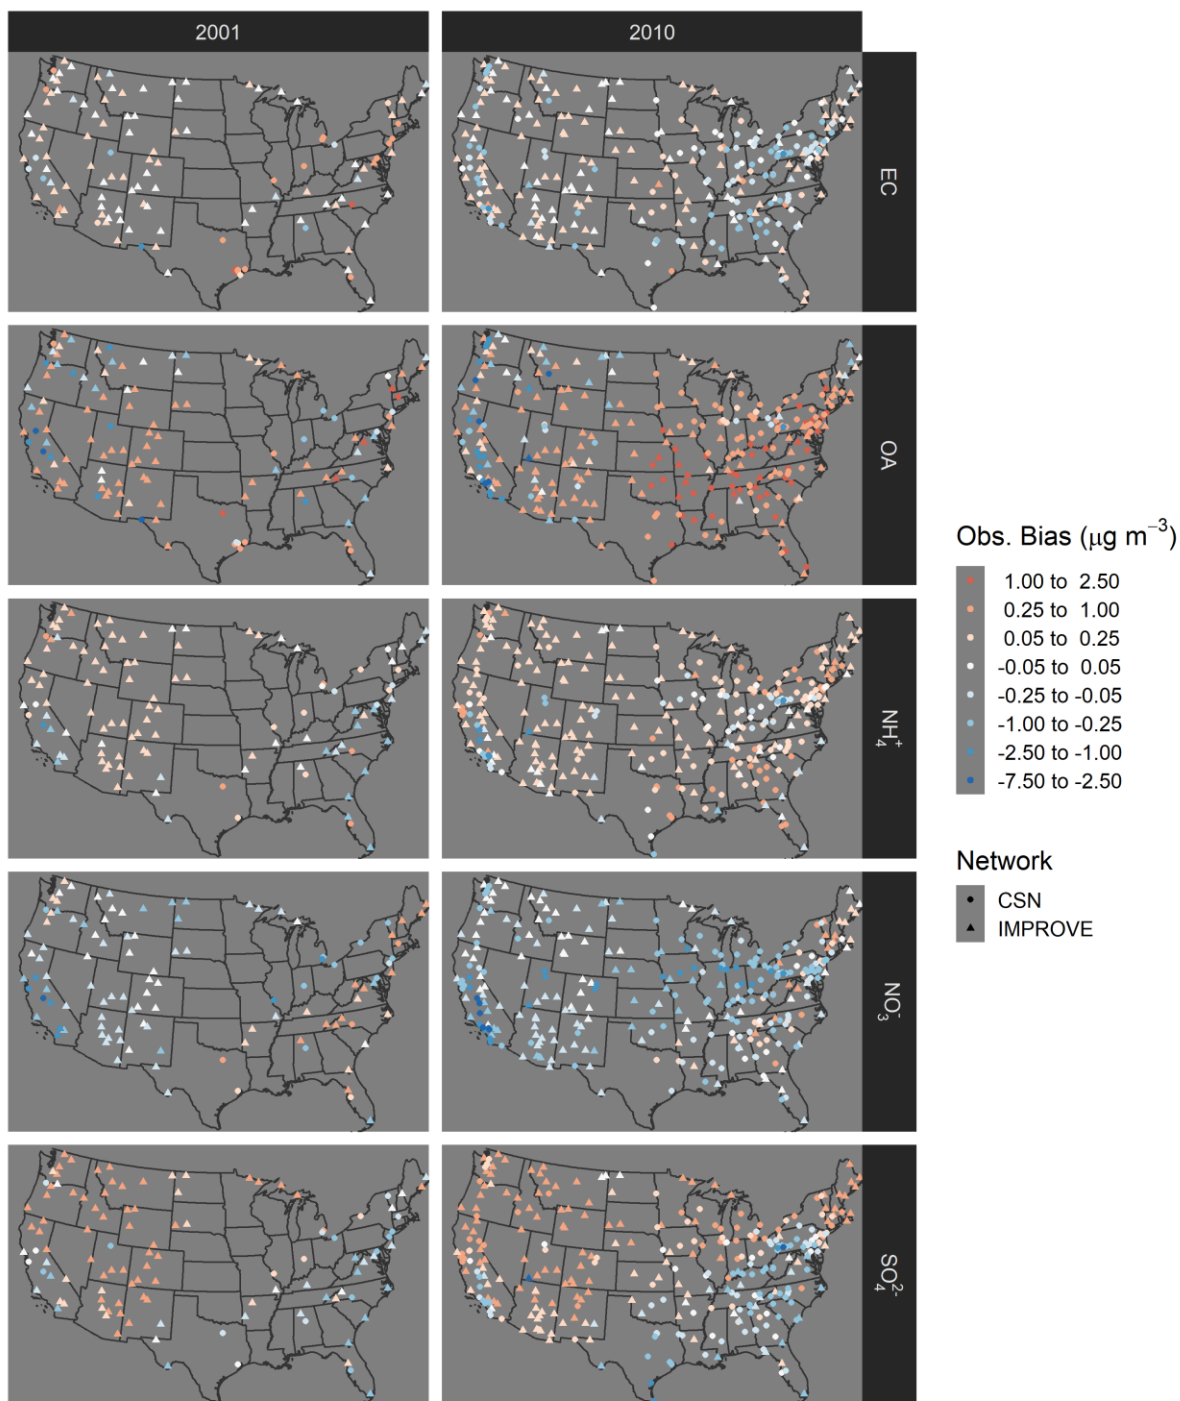 2001
2010
EC
OA
NH₄⁺
NO₃⁻
SO₄²⁻
Obs. Bias (μg m⁻³)
1.00 to 2.50
0.25 to 1.00
0.05 to 0.25
-0.05 to 0.05
-0.25 to -0.05
-1.00 to -0.25
-2.50 to -1.00
-7.50 to -2.50
Network
CSN
IMPROVE